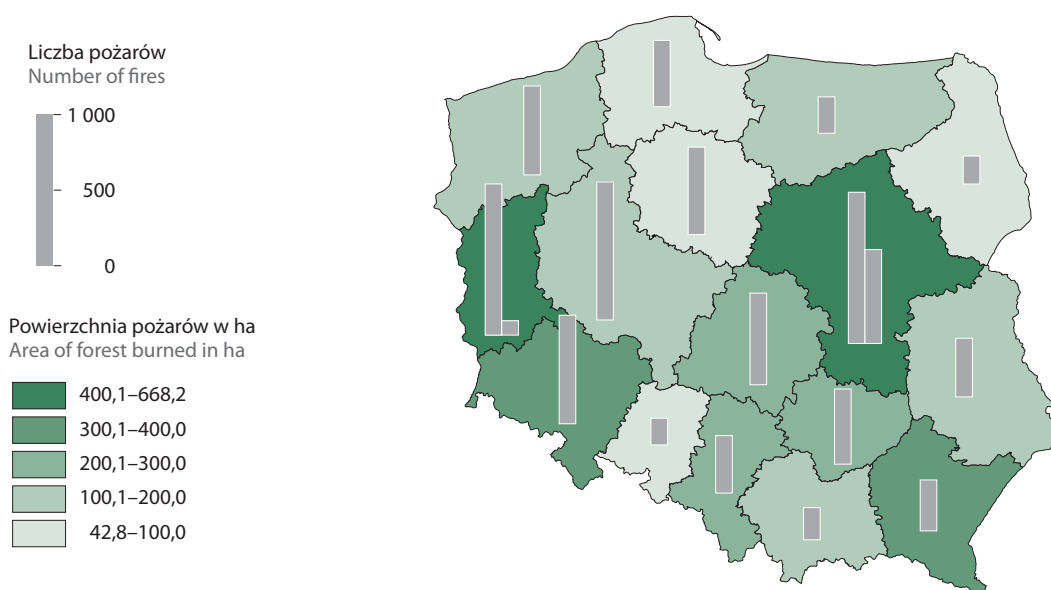 Liczba pożarów
Number of fires
1 000
500
0
Powierzchnia pożarów w ha
Area of forest burned in ha
400,1–668,2
300,1–400,0
200,1–300,0
100,1–200,0
42,8–100,0